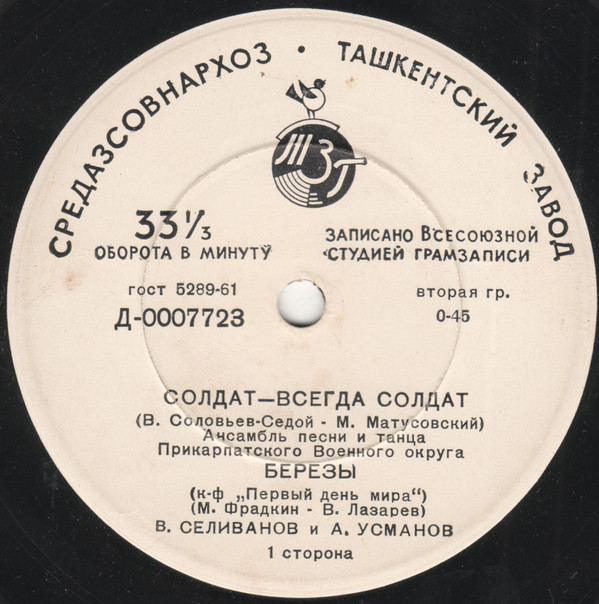 СРЕДАЗСОВНАРХОЗ • ТАШКЕНТСКИЙ ЗАВОД
ТЗГ
33⅓
ОБОРОТА В МИНУТУ
ЗАПИСАНО ВСЕСОЮЗНОЙ
СТУДИЕЙ ГРАМЗАПИСИ
ГОСТ 5289-61
вторая гр.
Д-0007723
0-45
СОЛДАТ—ВСЕГДА СОЛДАТ
(В. Соловьев-Седой - М. Матусовский)
Ансамбль песни и танца
Прикарпатского Военного округа
БЕРЕЗЫ
(к-ф „Первый день мира“)
(М. Фрадкин - В. Лазарев)
В. СЕЛИВАНОВ и А. УСМАНОВ
1 сторона